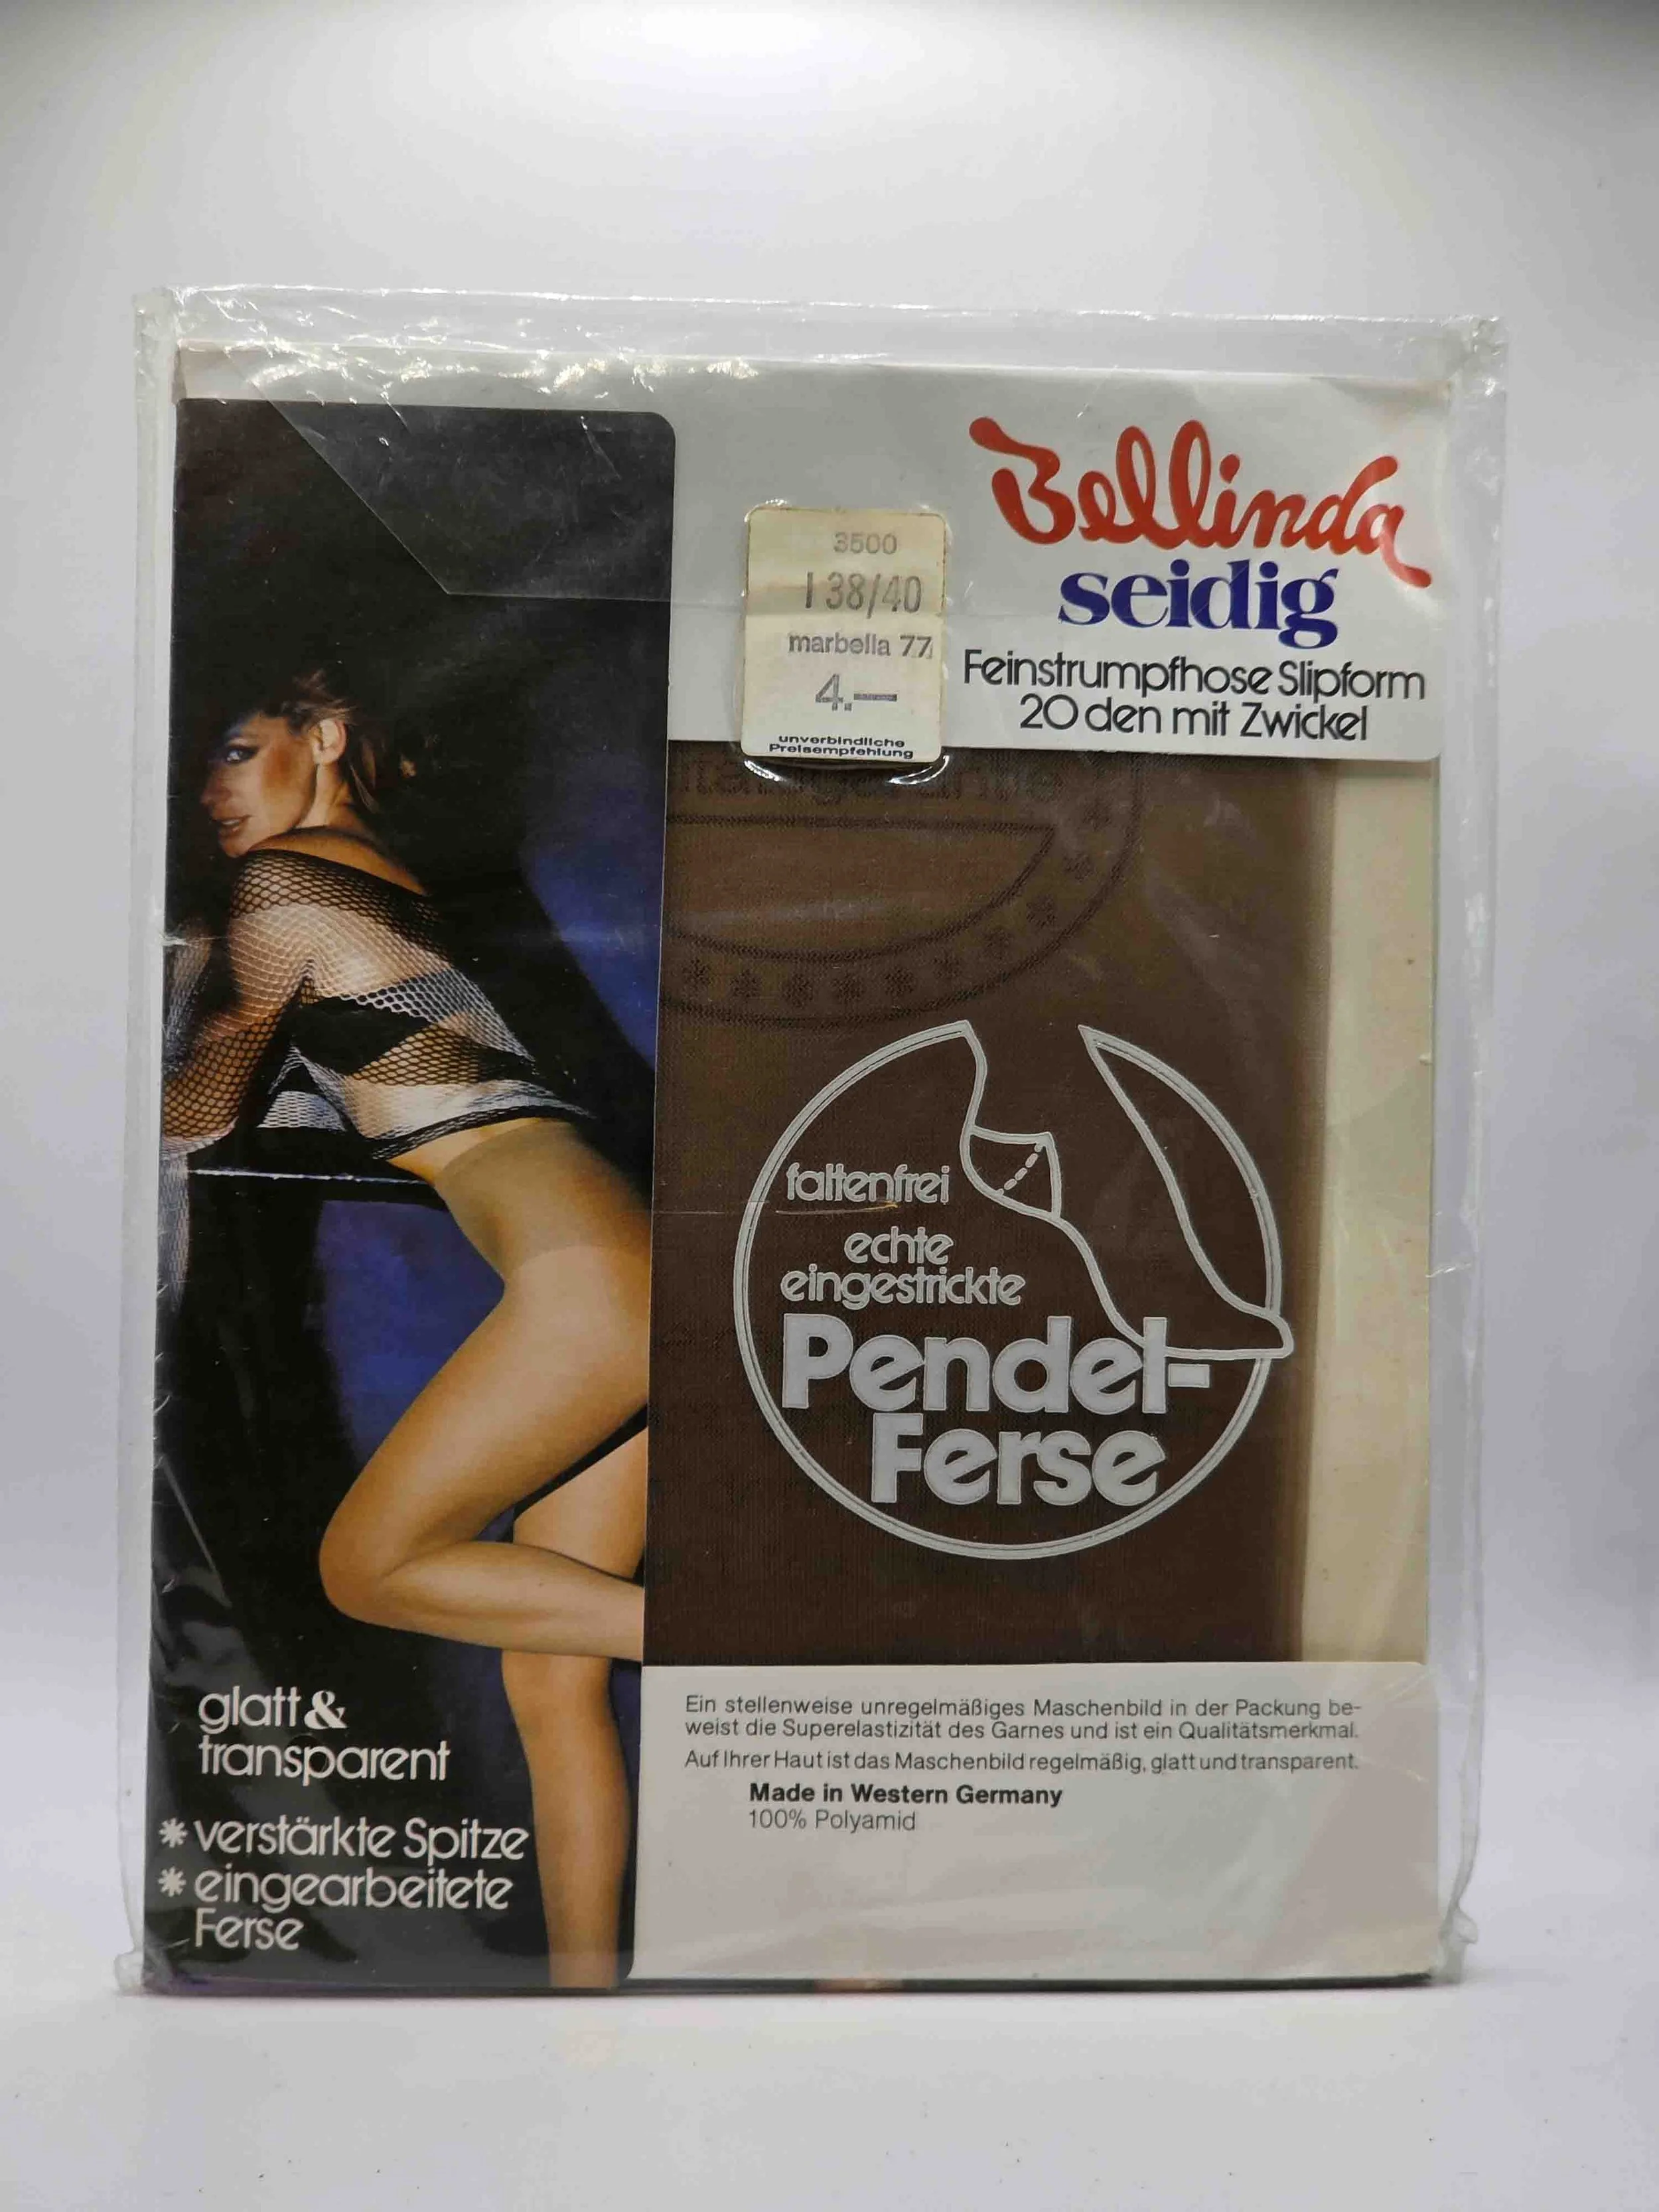 Bellinda
seidig
Feinstrumpfhose Slipform
20 den mit Zwickel
3500
I 38/40
marbella 77
4.—
unverbindliche
Preisempfehlung
faltenfrei
echte
eingestrickte
Pendel-
Ferse
glatt &
transparent
* verstärkte Spitze
* eingearbeitete
Ferse
Ein stellenweise unregelmäßiges Maschenbild in der Packung be-
weist die Superelastizität des Garnes und ist ein Qualitätsmerkmal.
Auf Ihrer Haut ist das Maschenbild regelmäßig, glatt und transparent.
Made in Western Germany
100% Polyamid